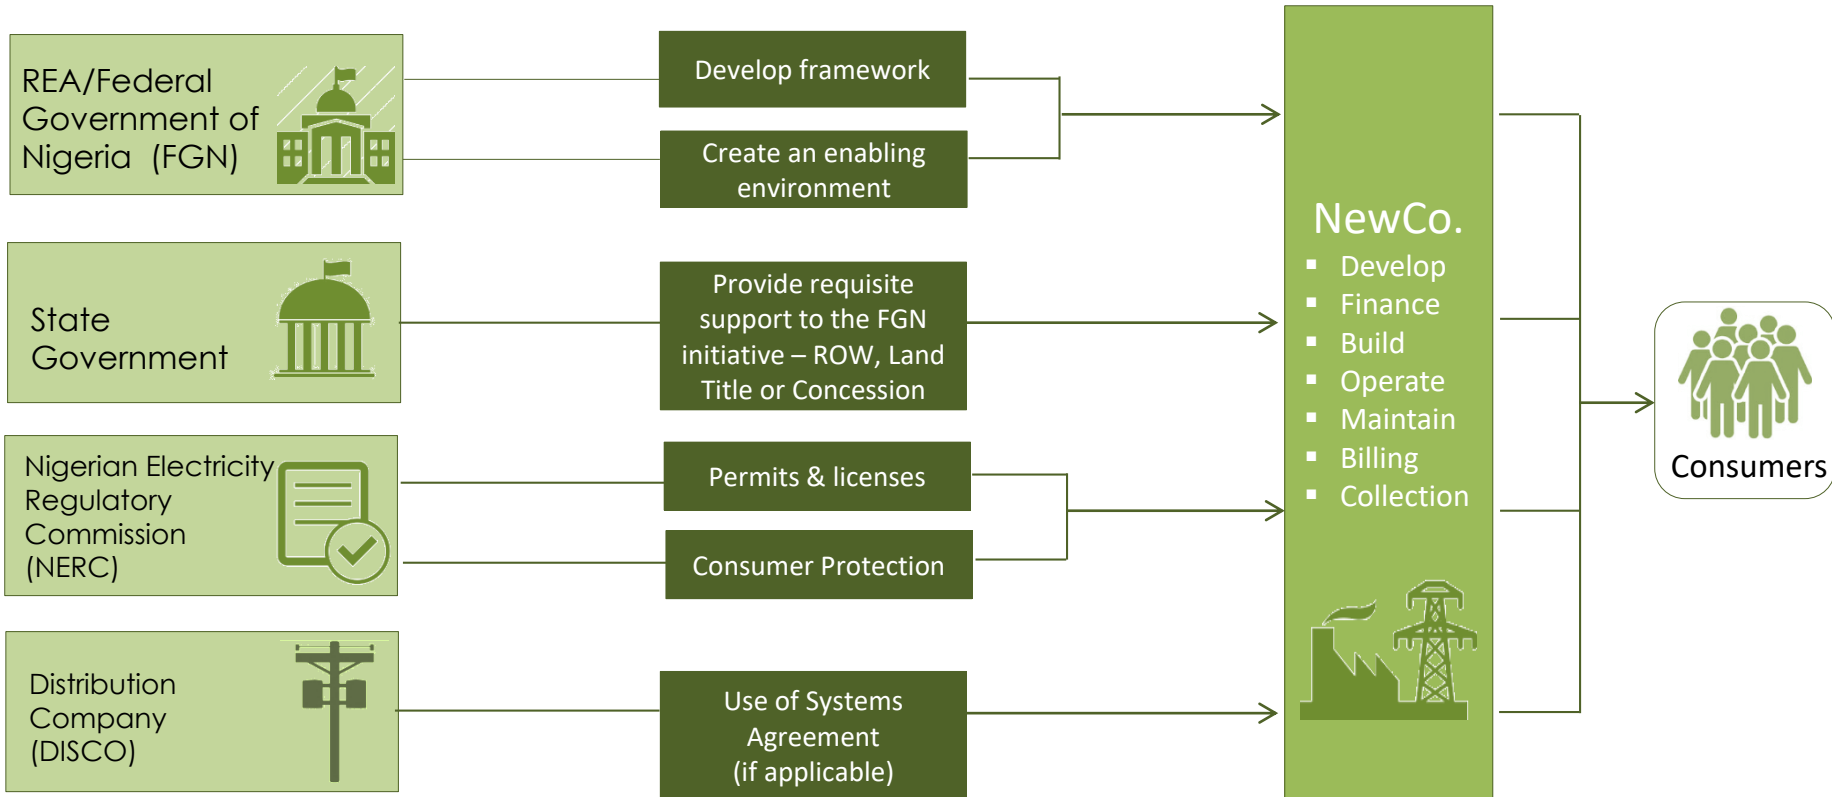 REA/Federal
Government of
Nigeria (FGN)
Develop framework
Create an enabling
environment
State
Government
Provide requisite
support to the FGN
initiative – ROW, Land
Title or Concession
Nigerian Electricity
Regulatory
Commission
(NERC)
Permits & licenses
Consumer Protection
Distribution
Company
(DISCO)
Use of Systems
Agreement
(if applicable)
NewCo.
▪ Develop
▪ Finance
▪ Build
▪ Operate
▪ Maintain
▪ Billing
▪ Collection
Consumers